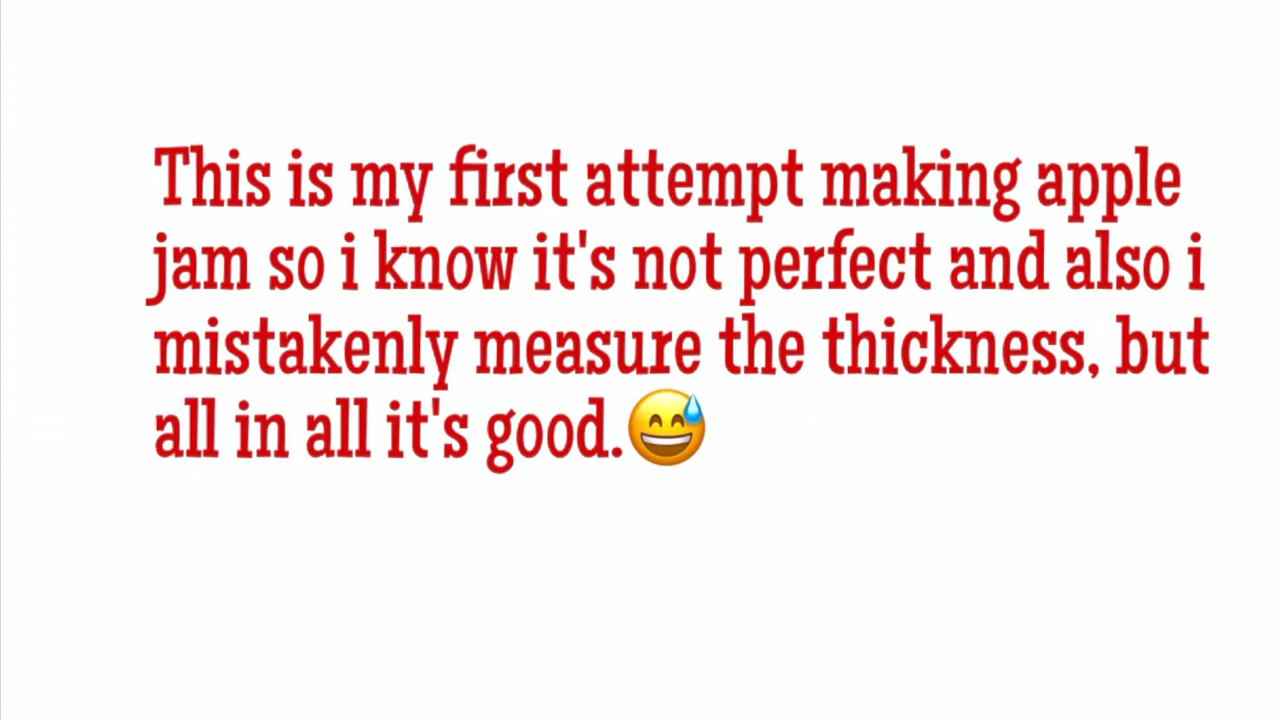 This is my first attempt making apple
jam so i know it's not perfect and also i
mistakenly measure the thickness, but
all in all it's good.😅